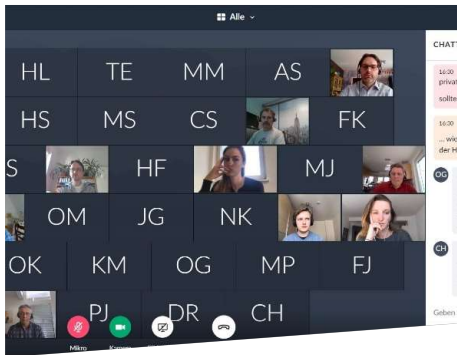 Alle
CHAT
HL TE MM AS
16:00
privat
sollte
HS MS CS FK
16:00
... wie
der H
S HF MJ
OG
OM JG NK
CH
OK KM OG MP FJ
PJ DR CH
Geben
Mikro